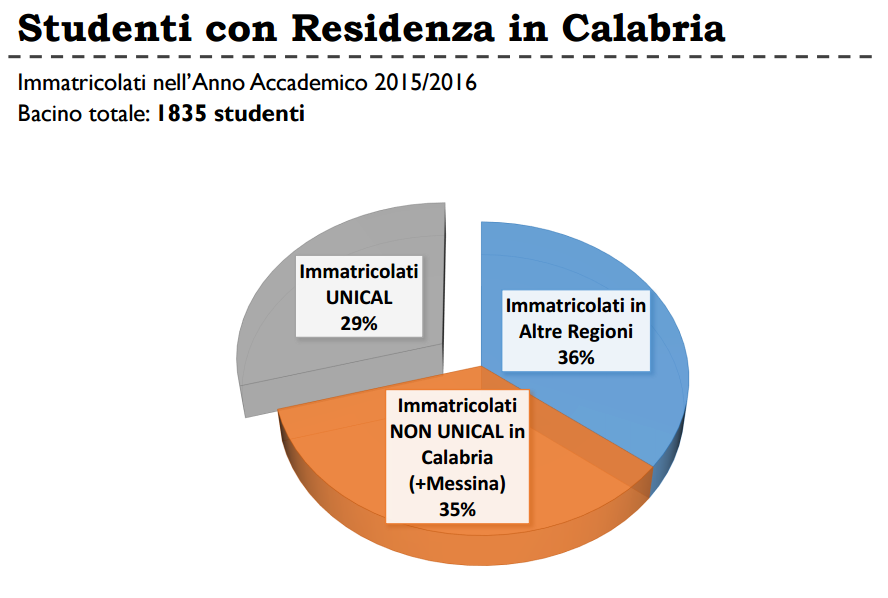 Studenti con Residenza in Calabria
Immatricolati nell'Anno Accademico 2015/2016
Bacino totale: 1835 studenti
Immatricolati
UNICAL
29%
Immatricolati in
Altre Regioni
36%
Immatricolati
NON UNICAL in
Calabria
(+Messina)
35%